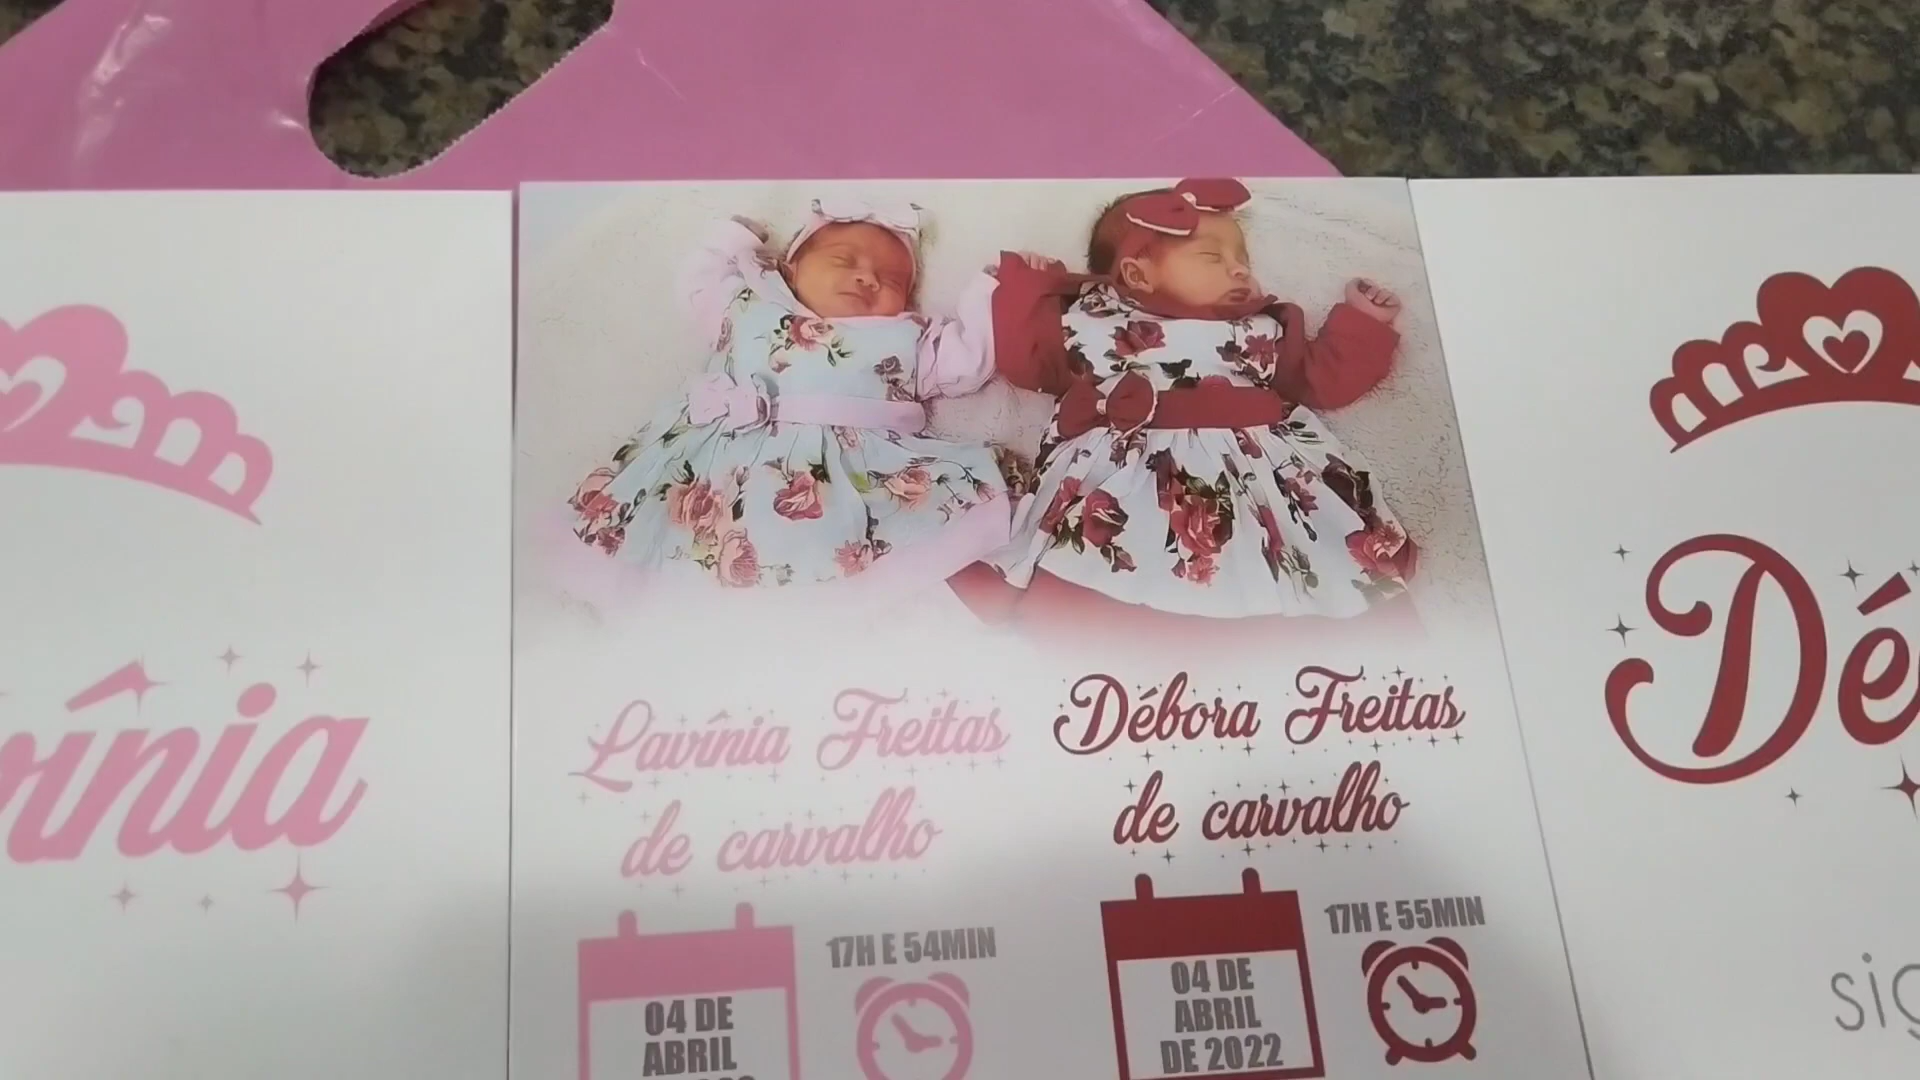 vínia
Lavínia Freitas
de carvalho
17H E 54MIN
04 DE
ABRIL
Débora Freitas
de carvalho
17H E 55MIN
04 DE
ABRIL
DE 2022
Dé
sig